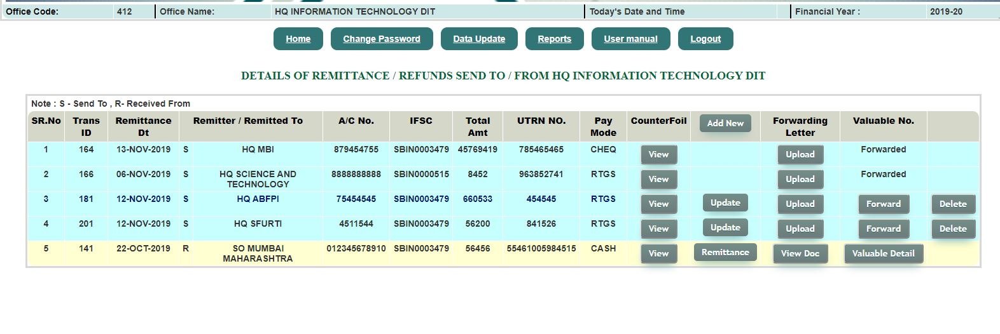 Office Code: 412 Office Name: HQ INFORMATION TECHNOLOGY DIT Today's Date and Time Financial Year : 2019-20
Home Change Password Data Update Reports User manual Logout
DETAILS OF REMITTANCE / REFUNDS SEND TO / FROM HQ INFORMATION TECHNOLOGY DIT
Note : S - Send To , R- Received From
SR.No Trans ID Remittance Dt Remitter / Remitted To A/C No. IFSC Total Amt UTRN NO. Pay Mode CounterFoil Add New Forwarding Letter Valuable No.
1 164 13-NOV-2019 S HQ MBI 879454755 SBIN0003479 45769419 785465465 CHEQ View Upload Forwarded
2 166 06-NOV-2019 S HQ SCIENCE AND TECHNOLOGY 8888888888 SBIN0000515 8452 963852741 RTGS View Upload Forwarded
3 181 12-NOV-2019 S HQ ABFPI 75454545 SBIN0003479 660533 454545 RTGS View Update Upload Forward Delete
4 201 12-NOV-2019 S HQ SFURTI 4511544 SBIN0003479 56200 841526 RTGS View Update Upload Forward Delete
5 141 22-OCT-2019 R SO MUMBAI MAHARASHTRA 012345678910 SBIN0003479 56456 55461005984515 CASH View Remittance View Doc Valuable Detail